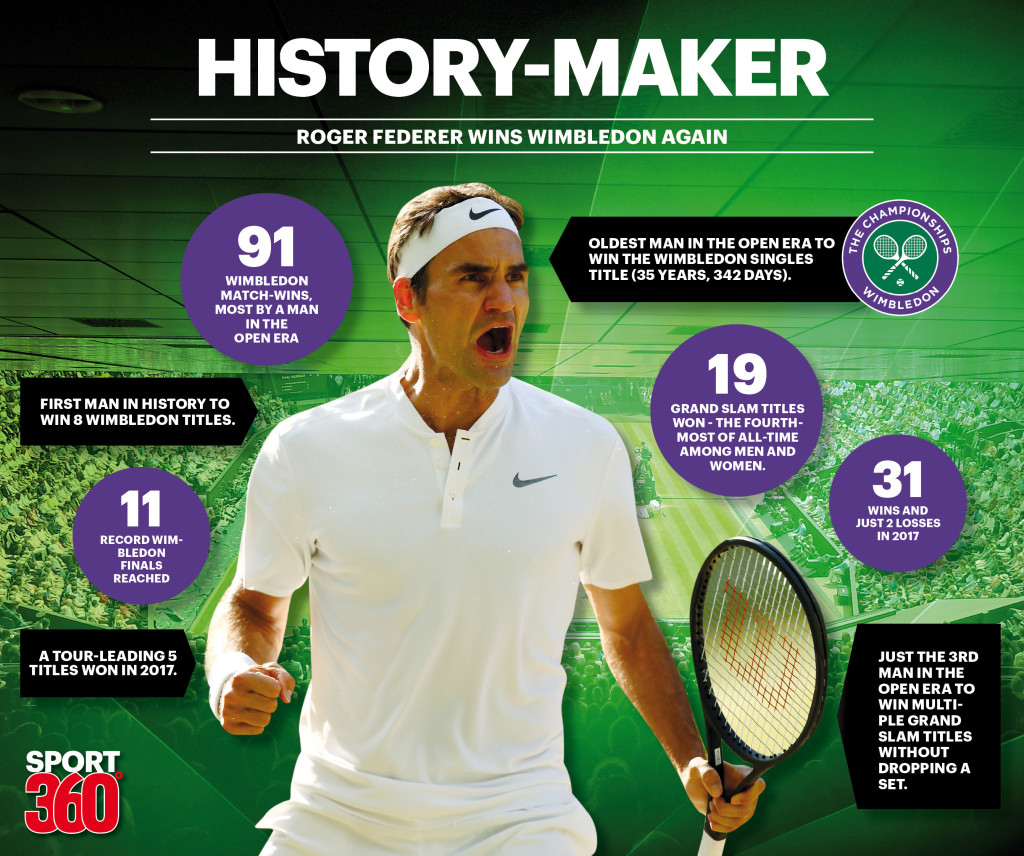 HISTORY-MAKER
ROGER FEDERER WINS WIMBLEDON AGAIN
91
WIMBLEDON
MATCH-WINS,
MOST BY A MAN
IN THE
OPEN ERA
OLDEST MAN IN THE OPEN ERA TO
WIN THE WIMBLEDON SINGLES
TITLE (35 YEARS, 342 DAYS).
THE CHAMPIONSHIPS
WIMBLEDON
19
GRAND SLAM TITLES
WON - THE FOURTH-
MOST OF ALL-TIME
AMONG MEN AND
WOMEN.
FIRST MAN IN HISTORY TO
WIN 8 WIMBLEDON TITLES.
31
WINS AND
JUST 2 LOSSES
IN 2017
11
RECORD WIM-
BLEDON
FINALS
REACHED
A TOUR-LEADING 5
TITLES WON IN 2017.
JUST THE 3RD
MAN IN THE
OPEN ERA TO
WIN MULTI-
PLE GRAND
SLAM TITLES
WITHOUT
DROPPING A
SET.
SPORT
360°